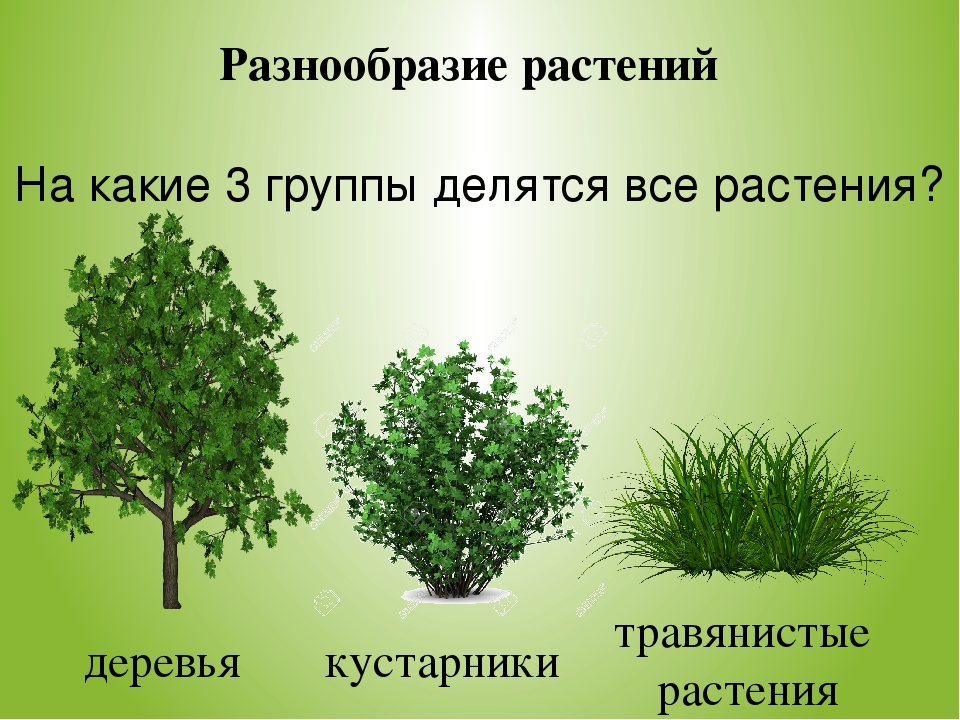 Разнообразие растений
На какие 3 группы делятся все растения?
деревья
кустарники
травянистые
растения